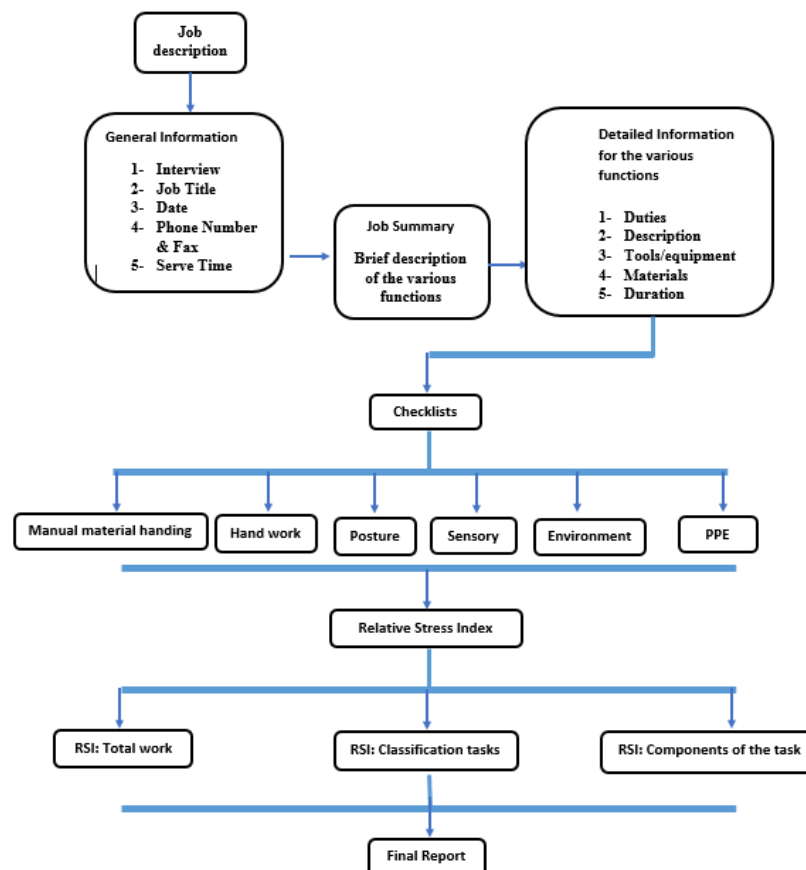 Job
description
General Information
1- Interview
2- Job Title
3- Date
4- Phone Number
& Fax
5- Serve Time
Job Summary
Brief description
of the various
functions
Detailed Information
for the various
functions
1- Duties
2- Description
3- Tools/equipment
4- Materials
5- Duration
Checklists
Manual material handing
Hand work
Posture
Sensory
Environment
PPE
Relative Stress Index
RSI: Total work
RSI: Classification tasks
RSI: Components of the task
Final Report